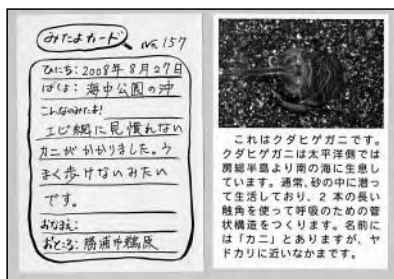 みたよカード
No.157
ひにち：2008年8月27日
ばしょ：海中公園の沖
こんなのみたよ！
エビ網に見慣れない
カニがかかりました。う
まく歩けないみたい
です。
おなまえ：
おところ：勝浦市鵜原
これはクダヒゲガニです。
クダヒゲガニは太平洋側では
房総半島より南の海に生息し
ています。通常、砂の中に潜っ
て生活しており、２本の長い
触角を使って呼吸のための管
状構造をつくります。名前に
は「カニ」とありますが、ヤ
ドカリに近いなかまです。